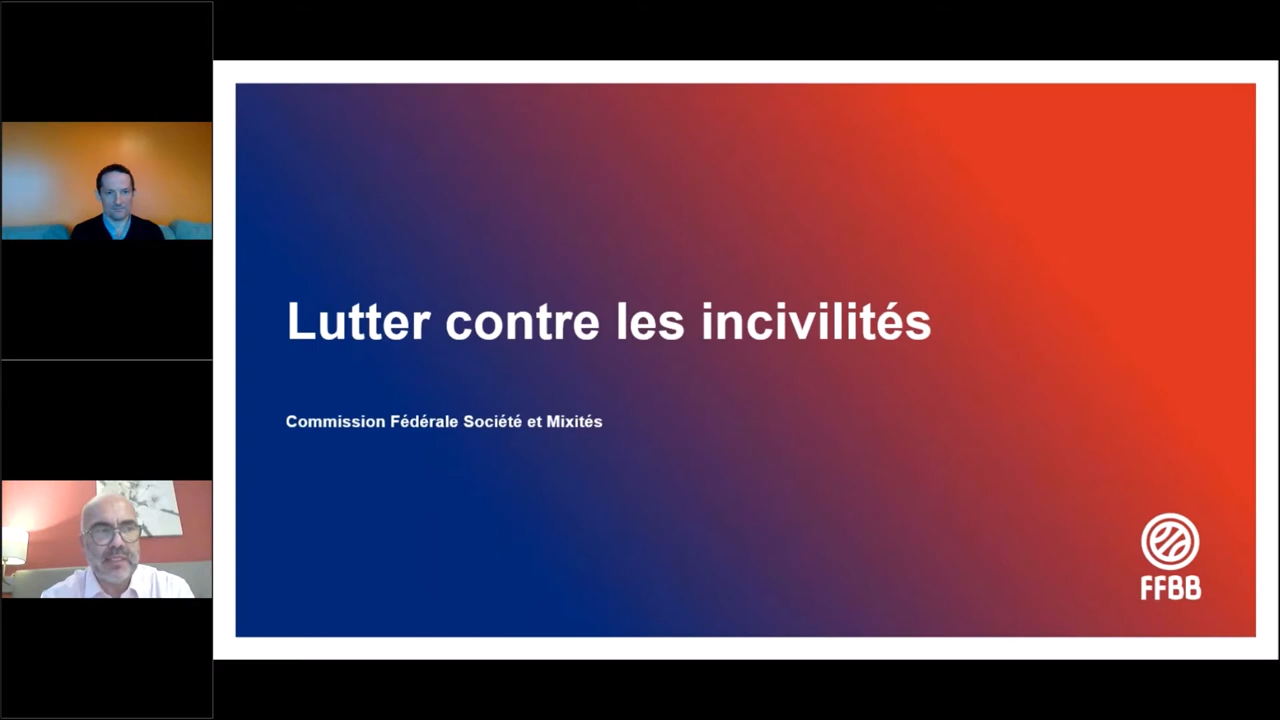 Lutter contre les incivilités
Commission Fédérale Société et Mixités
FFBB